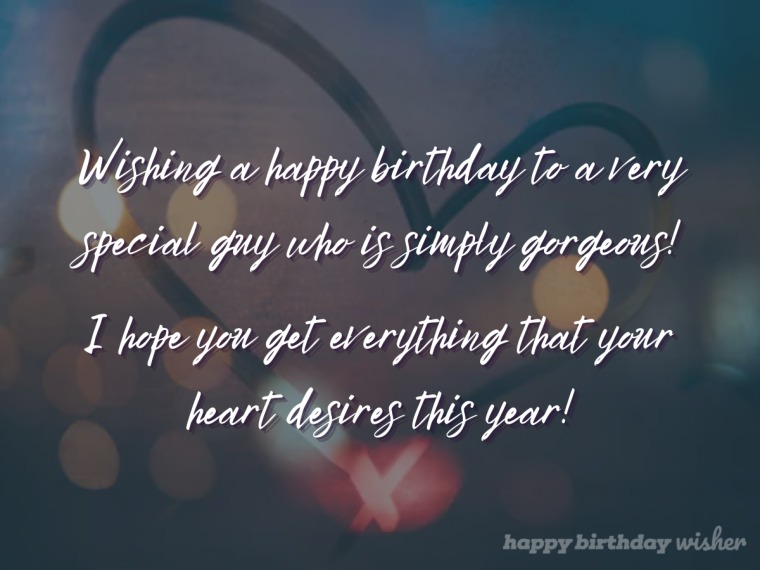 Wishing a happy birthday to a very
special guy who is simply gorgeous!
I hope you get everything that your
heart desires this year!
happy birthday wisher